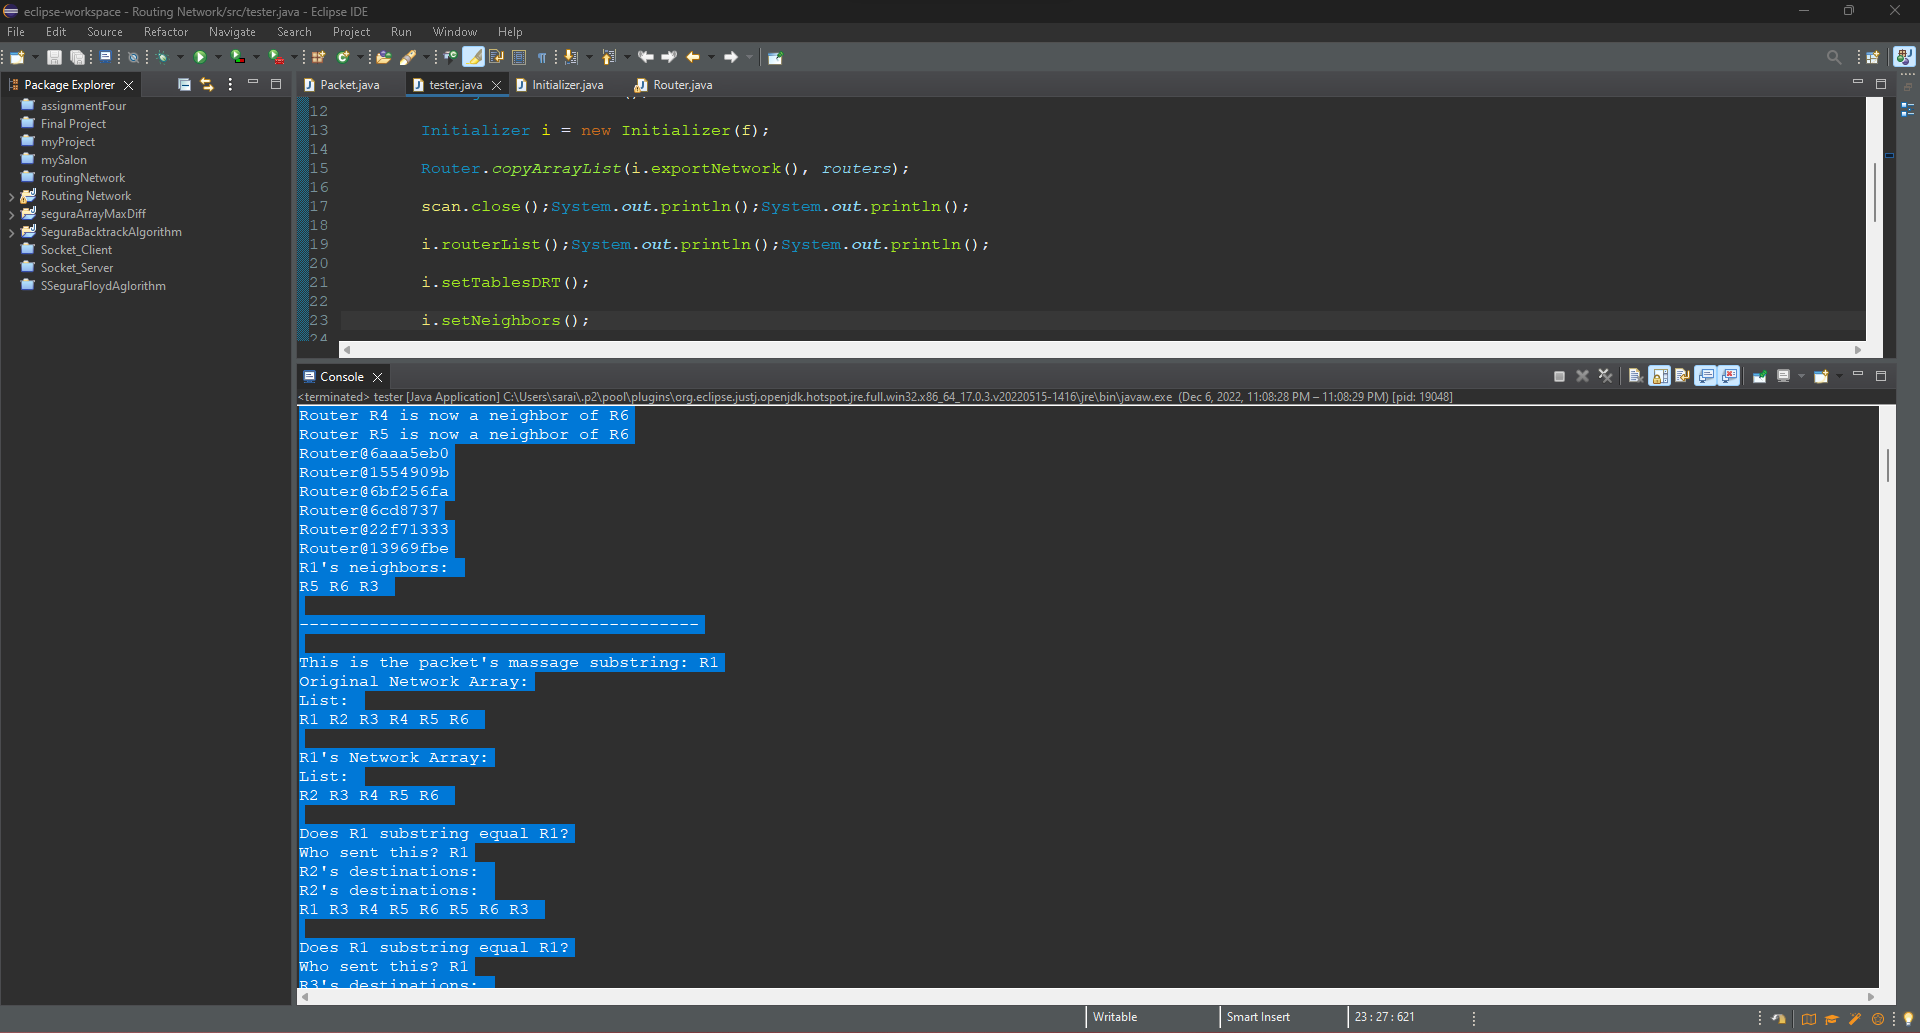 eclipse-workspace - Routing Network/src/tester.java - Eclipse IDE
File Edit Source Refactor Navigate Search Project Run Window Help
Package Explorer
assignmentFour
Final Project
myProject
mySalon
routingNetwork
Routing Network
seguraArrayMaxDiff
SeguraBacktrackAlgorithm
Socket_Client
Socket_Server
SSeguraFloydAglorithm
Packet.java tester.java Initializer.java Router.java
12
13 Initializer i = new Initializer(f);
14
15 Router.copyArrayList(i.exportNetwork(), routers);
16
17 scan.close();System.out.println();System.out.println();
18
19 i.routerList();System.out.println();System.out.println();
20
21 i.setTablesDRT();
22
23 i.setNeighbors();
24
Console
<terminated> tester [Java Application] C:\Users\sarai\.p2\pool\plugins\org.eclipse.justj.openjdk.hotspot.jre.full.win32.x86_64_17.0.3.v20220515-1416\jre\bin\javaw.exe (Dec 6, 2022, 11:08:28 PM – 11:08:29 PM) [pid: 19048]
Router R4 is now a neighbor of R6
Router R5 is now a neighbor of R6
Router@6aaa5eb0
Router@1554909b
Router@6bf256fa
Router@6cd8737
Router@22f71333
Router@13969fbe
R1's neighbors:
R5 R6 R3
----------------------------------------
This is the packet's massage substring: R1
Original Network Array:
List:
R1 R2 R3 R4 R5 R6
R1's Network Array:
List:
R2 R3 R4 R5 R6
Does R1 substring equal R1?
Who sent this? R1
R2's destinations:
R2's destinations:
R1 R3 R4 R5 R6 R5 R6 R3
Does R1 substring equal R1?
Who sent this? R1
R3's destinations:
Writable Smart Insert 23 : 27 : 621